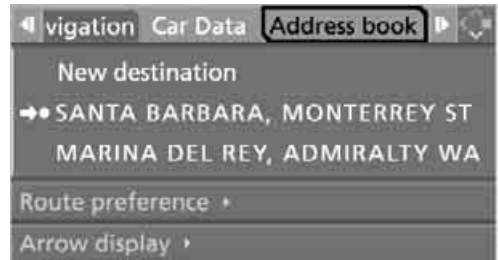 vigation Car Data Address book
New destination
SANTA BARBARA, MONTERREY ST
MARINA DEL REY, ADMIRALTY WA
Route preference
Arrow display